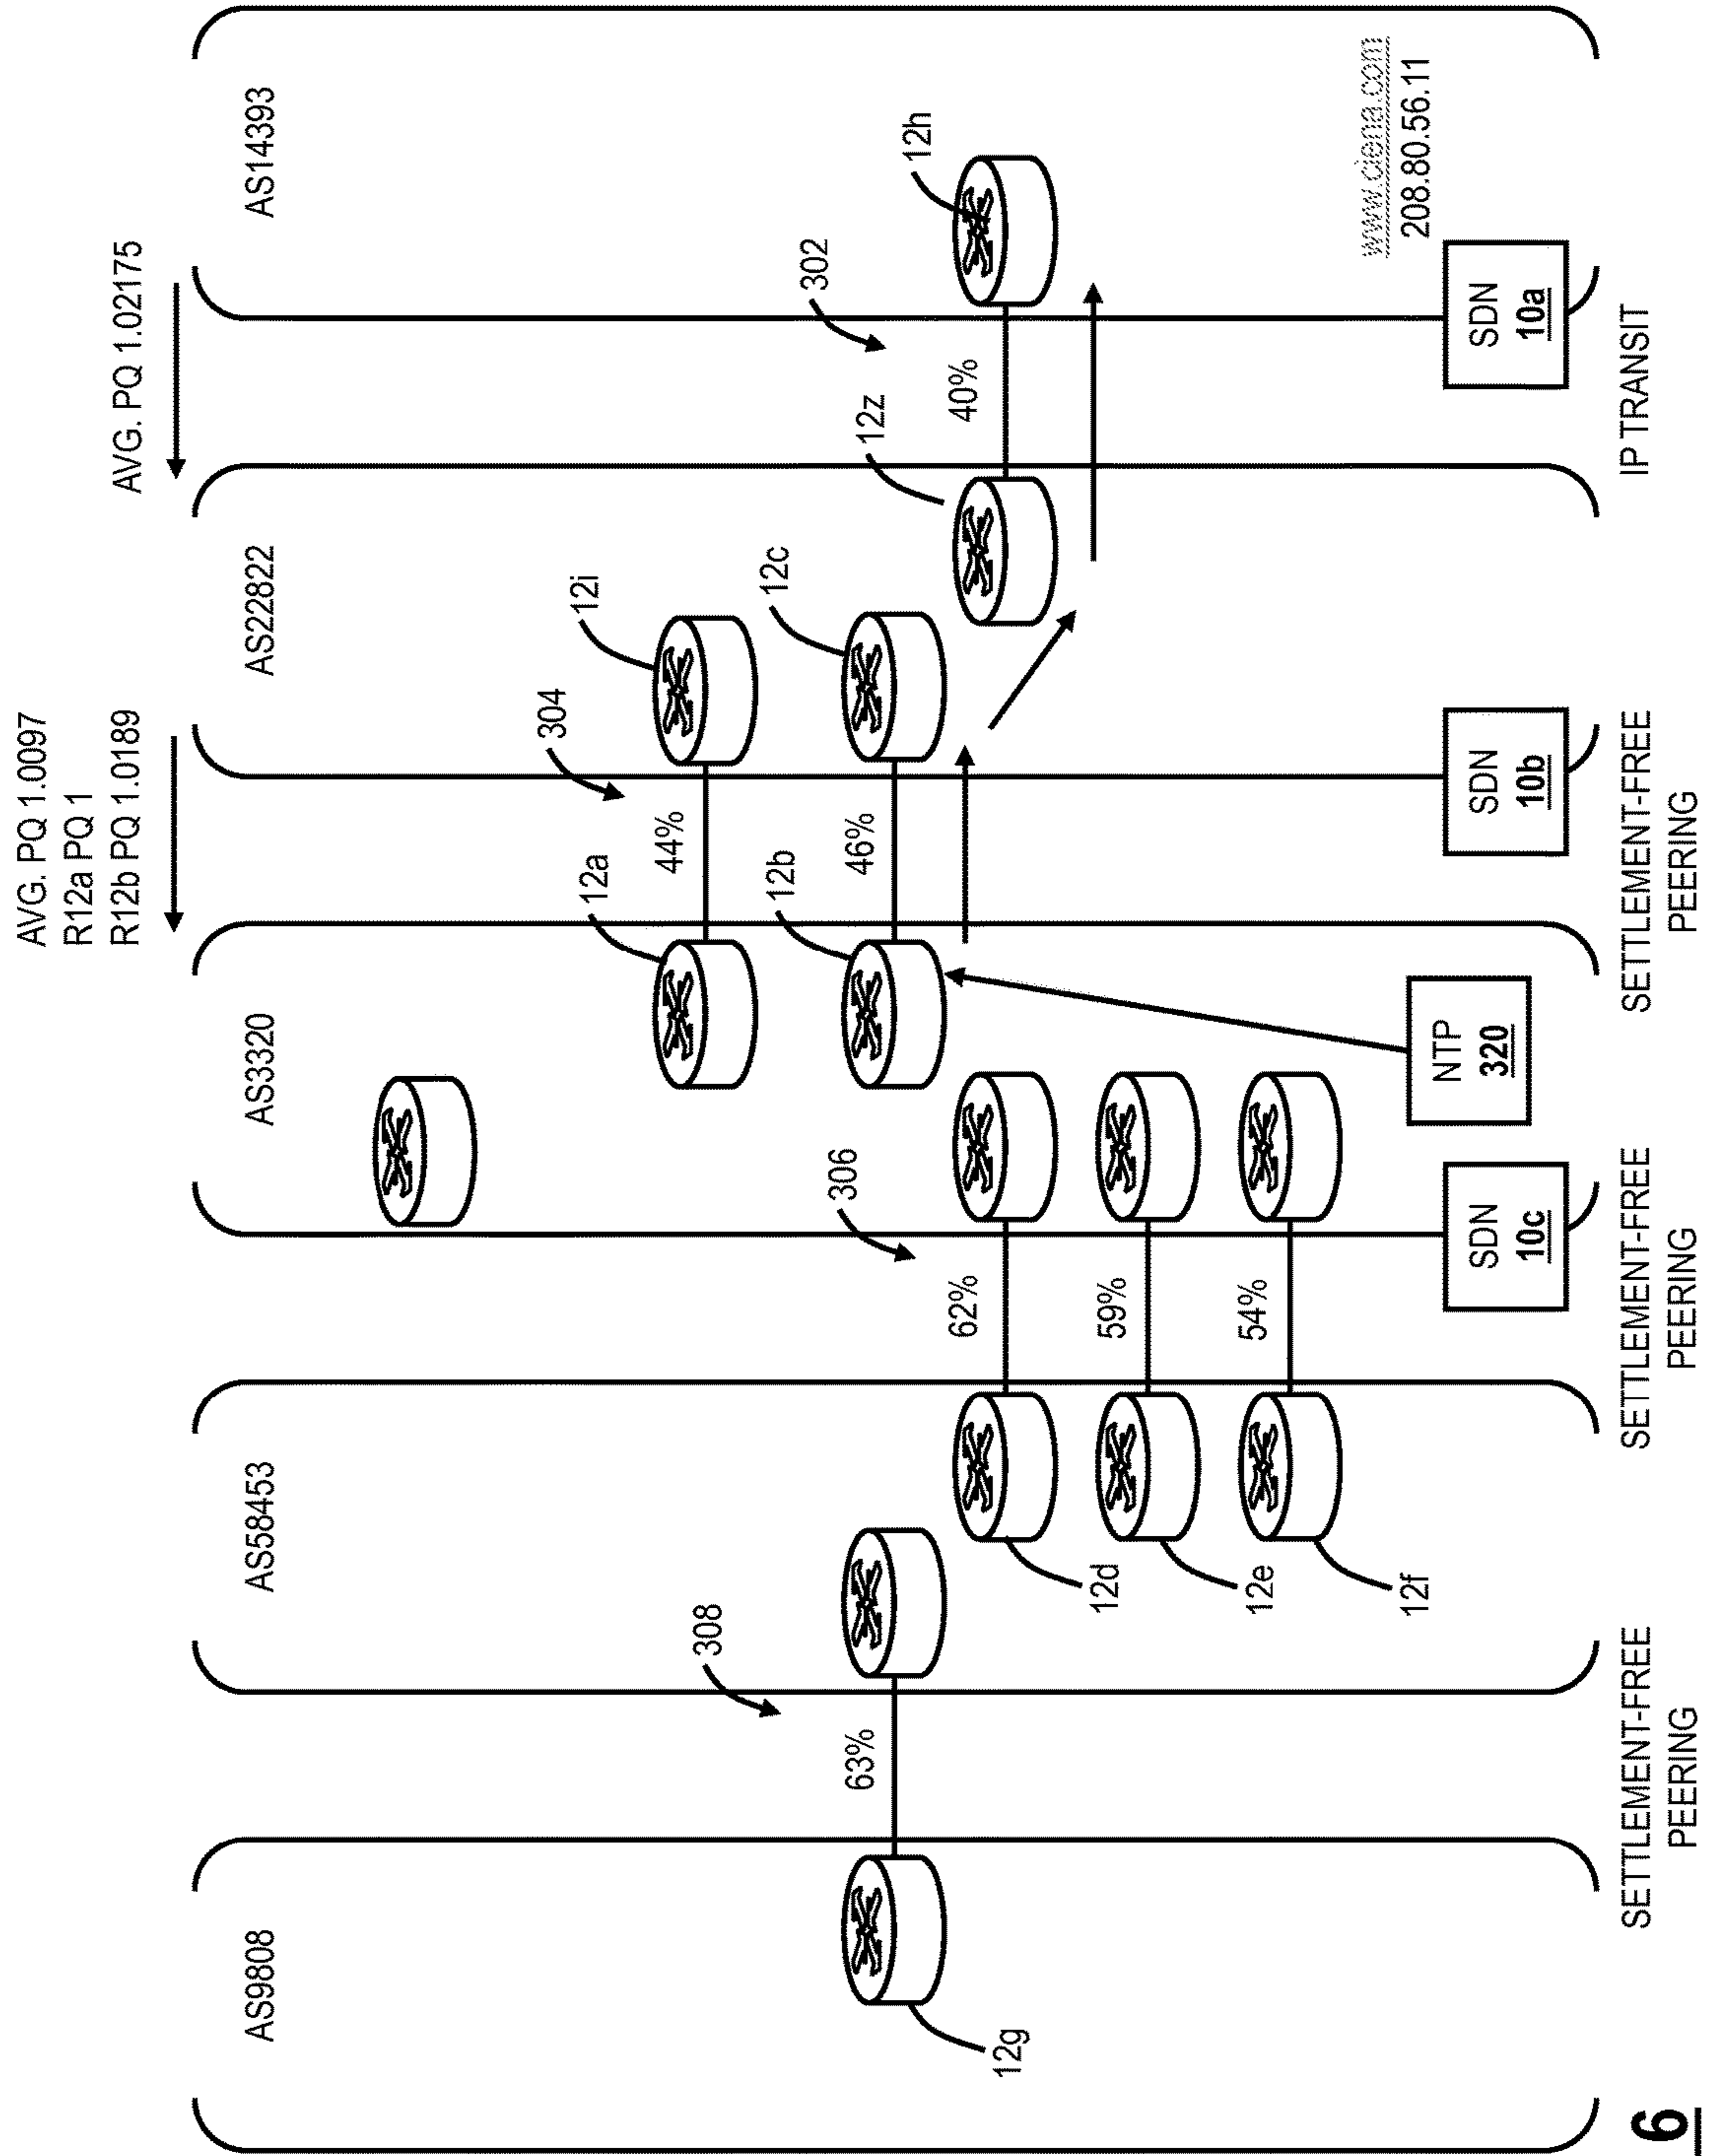 AVG. PQ 1.0097
R12a PQ 1
R12b PQ 1.0189
AVG. PQ 1.02175
AS9808
AS58453
AS3320
AS22822
AS14393
12i
304
12a
44%
308
12c
12b
46%
63%
306
12z
302
12h
12g
62%
40%
12d
59%
12e
54%
12f
www.ciena.com
208.80.56.11
NTP
320
SDN
10c
SDN
10b
SDN
10a
SETTLEMENT-FREE
PEERING
SETTLEMENT-FREE
PEERING
SETTLEMENT-FREE
PEERING
IP TRANSIT
6